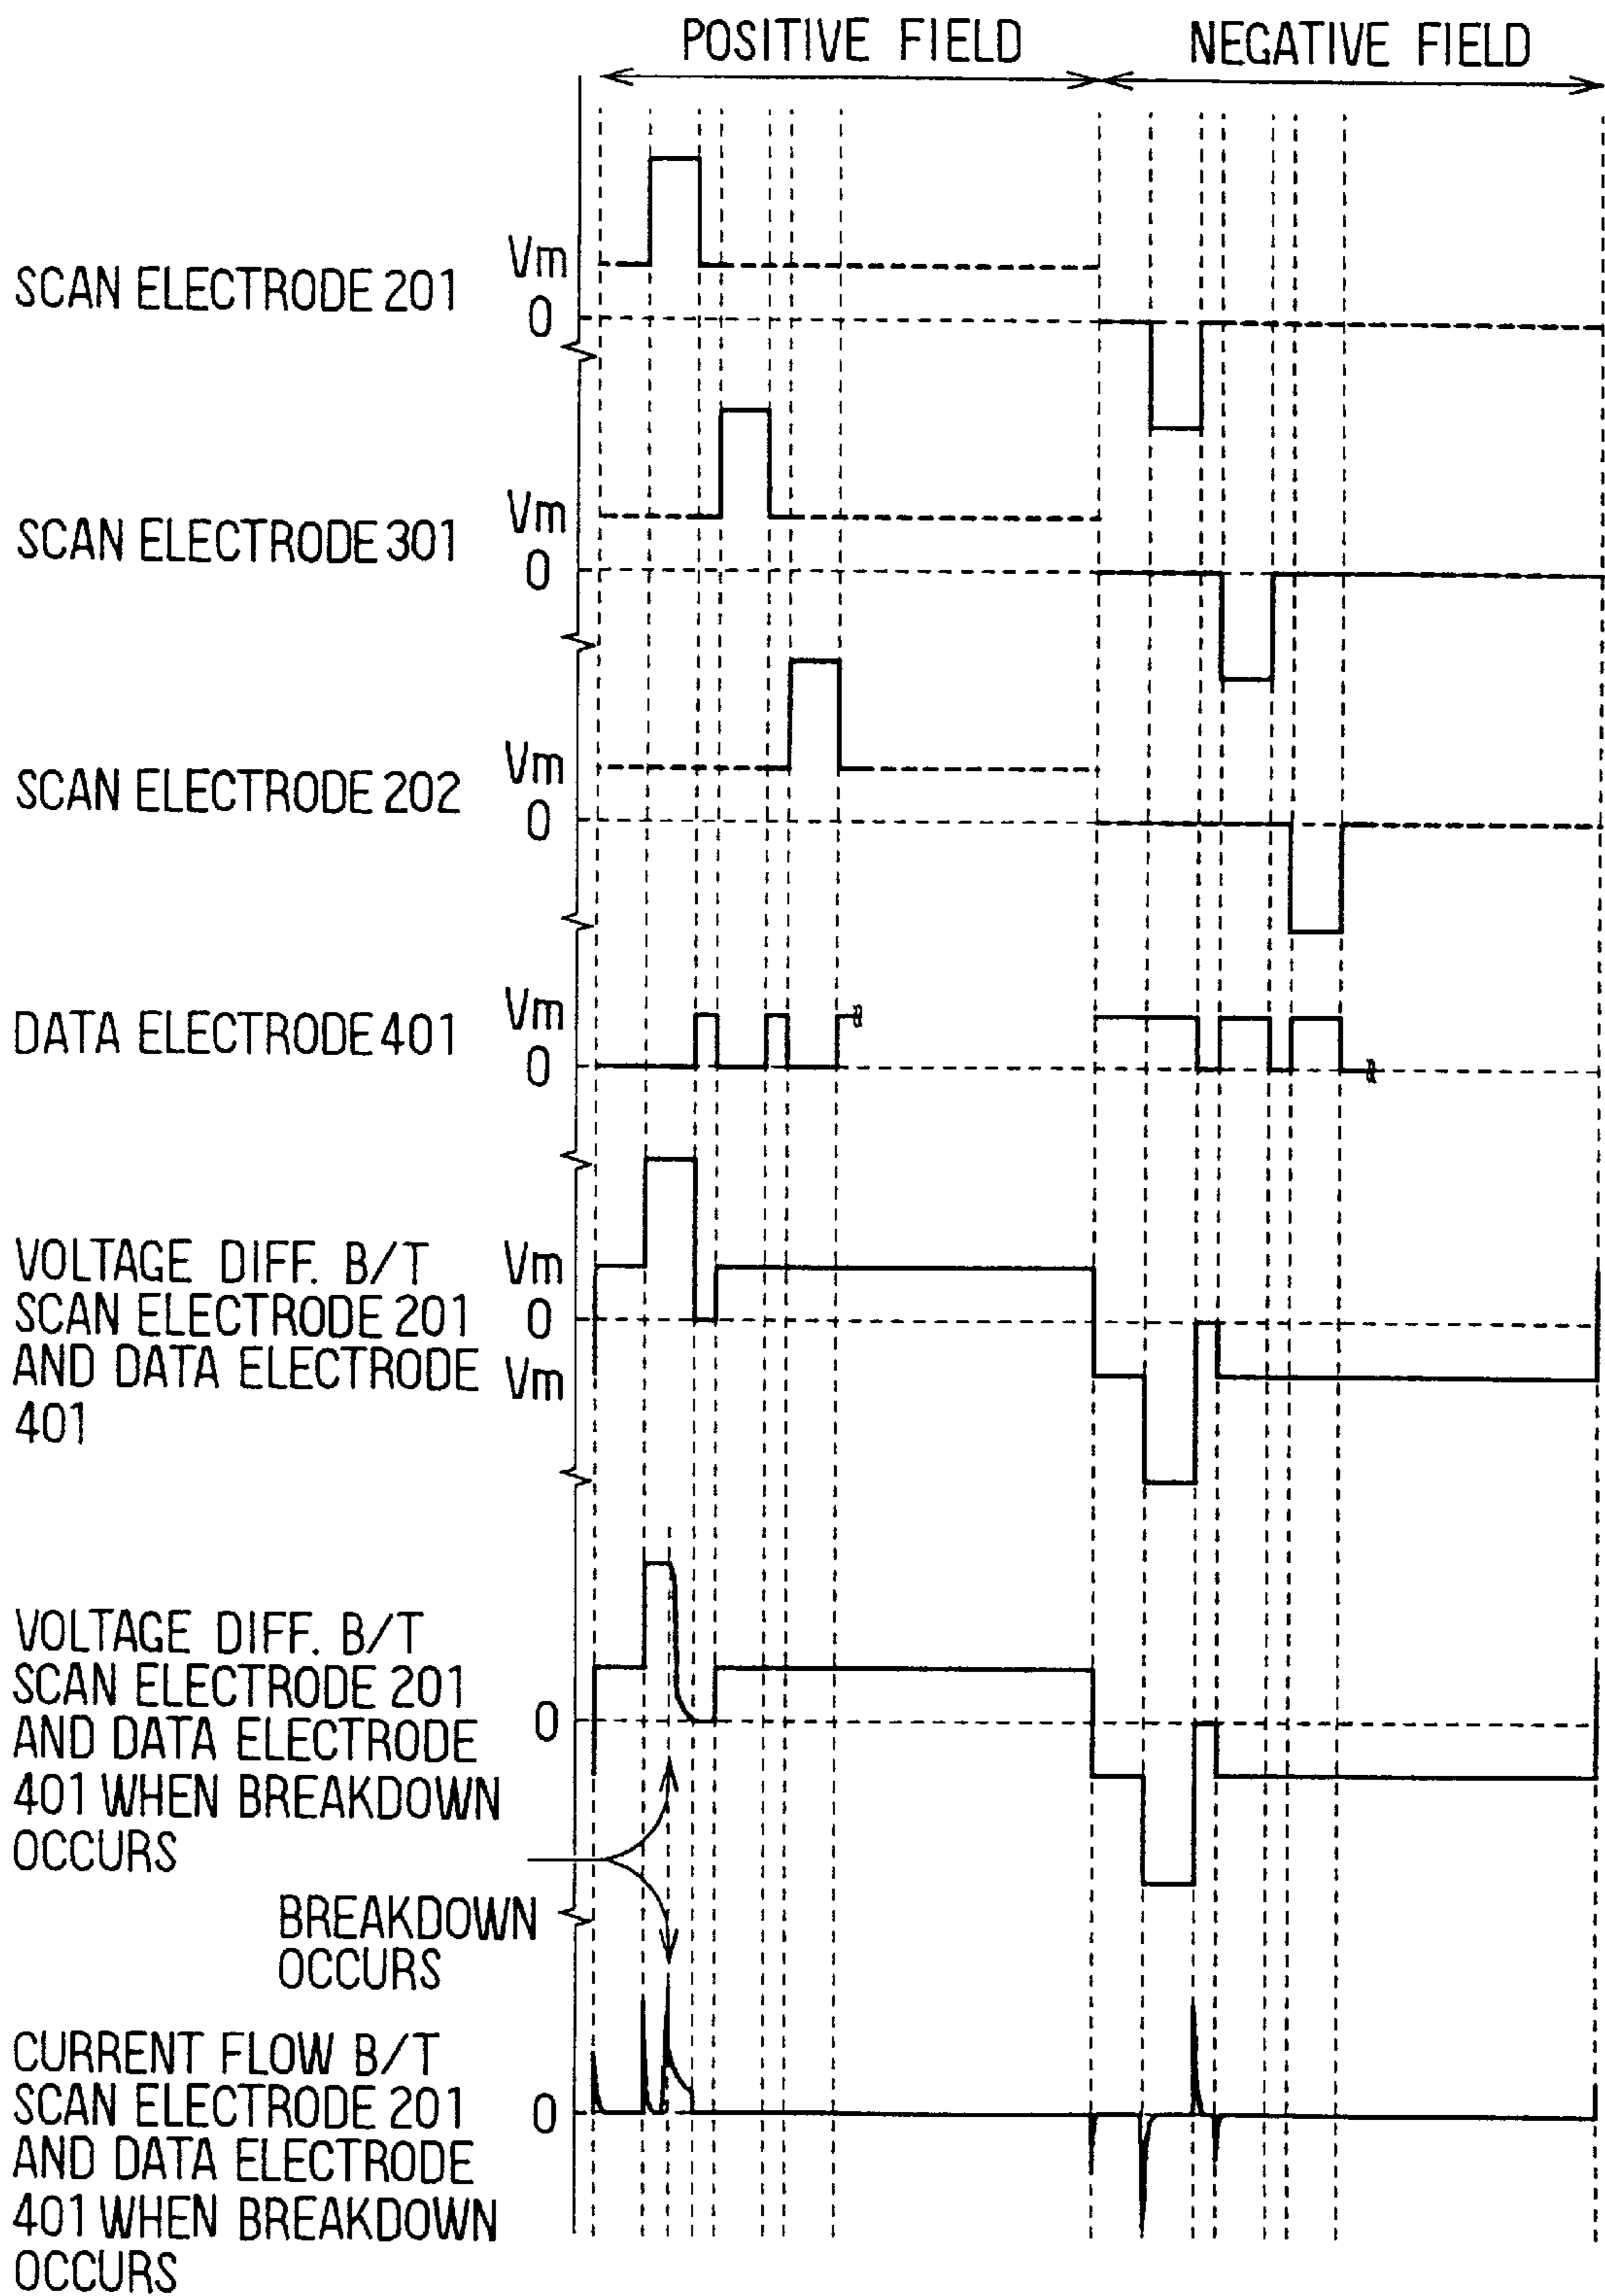 POSITIVE FIELD
NEGATIVE FIELD
Vm
SCAN ELECTRODE 201
0
Vm
SCAN ELECTRODE 301
0
Vm
SCAN ELECTRODE 202
0
Vm
DATA ELECTRODE 401
0
VOLTAGE DIFF. B/T
SCAN ELECTRODE 201
AND DATA ELECTRODE
401
Vm
0
Vm
VOLTAGE DIFF. B/T
SCAN ELECTRODE 201
AND DATA ELECTRODE
401 WHEN BREAKDOWN
OCCURS
0
BREAKDOWN
OCCURS
CURRENT FLOW B/T
SCAN ELECTRODE 201
AND DATA ELECTRODE
401 WHEN BREAKDOWN
OCCURS
0